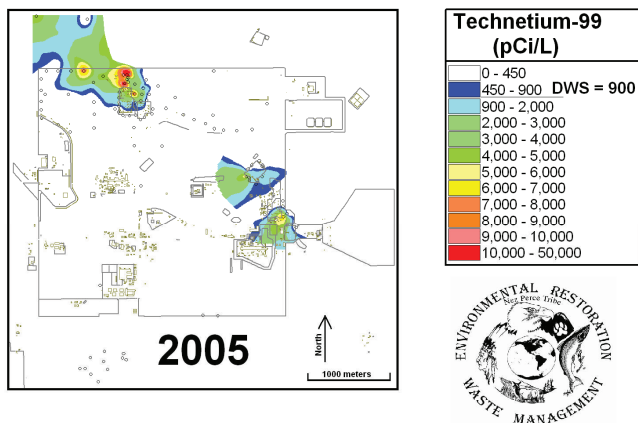 2005
North
1000 meters
Technetium-99
(pCi/L)
0 - 450
450 - 900 DWS = 900
900 - 2,000
2,000 - 3,000
3,000 - 4,000
4,000 - 5,000
5,000 - 6,000
6,000 - 7,000
7,000 - 8,000
8,000 - 9,000
9,000 - 10,000
10,000 - 50,000
ENVIRONMENTAL RESTORATION
Nez Perce Tribe
WASTE MANAGEMENT